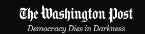 The Washington Post
Democracy Dies in Darkness